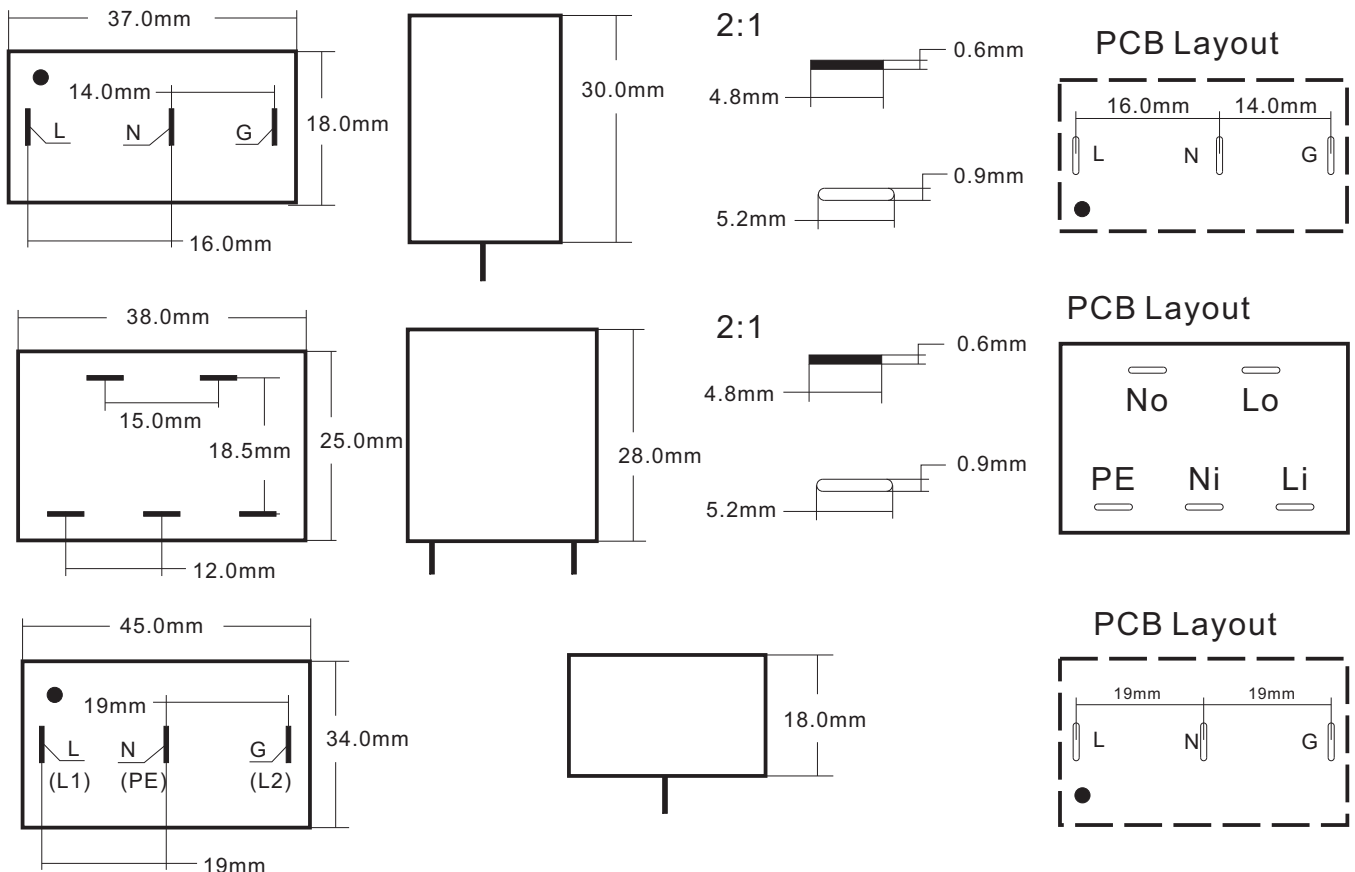 37.0mm
14.0mm
L
N
G
18.0mm
16.0mm
30.0mm
2:1
0.6mm
4.8mm
0.9mm
5.2mm
PCB Layout
16.0mm
14.0mm
L
N
G
38.0mm
15.0mm
18.5mm
25.0mm
12.0mm
28.0mm
2:1
0.6mm
4.8mm
0.9mm
5.2mm
PCB Layout
No Lo
PE Ni Li
45.0mm
19mm
L N G
(L1) (PE) (L2)
34.0mm
19mm
18.0mm
PCB Layout
19mm
19mm
L
N
G